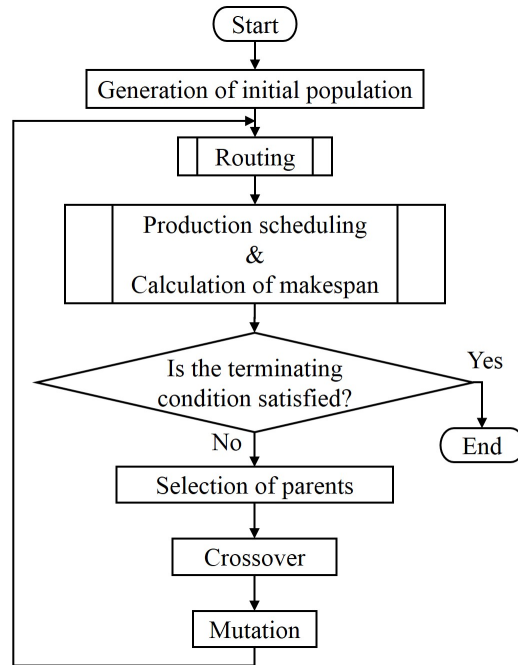 Start
Generation of initial population
Routing
Production scheduling
&
Calculation of makespan
Is the terminating
condition satisfied?
Yes
No
End
Selection of parents
Crossover
Mutation